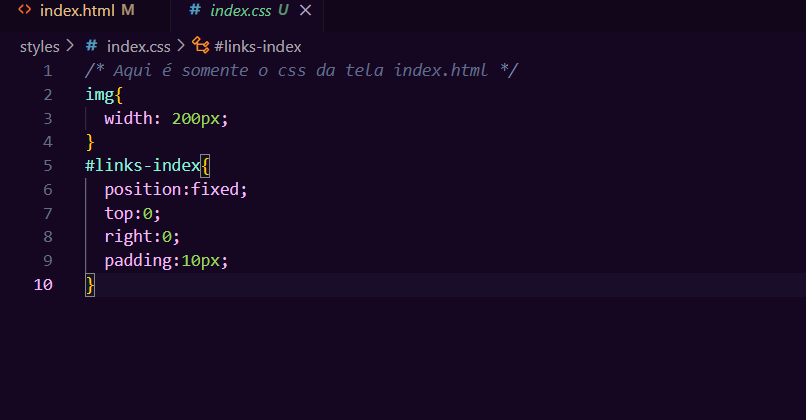 index.html M
index.css U
styles > index.css > #links-index
1 /* Aqui é somente o css da tela index.html */
2 img{
3 width: 200px;
4 }
5 #links-index{
6 position:fixed;
7 top:0;
8 right:0;
9 padding:10px;
10 }